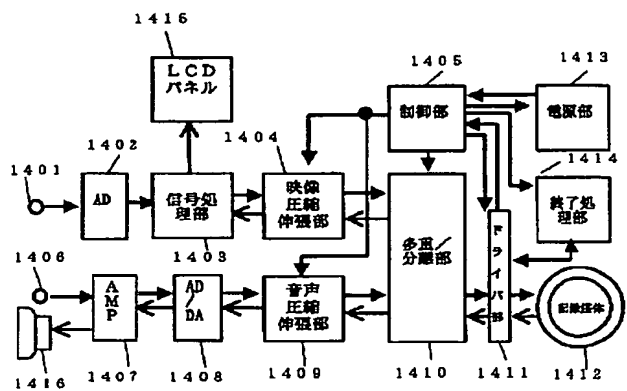 1415
LCD
パネル
1405
制御部
1413
電源部
1404
1402
1401
AD
信号処
理部
映像
圧縮
伸張部
1414
終了処
理部
1403
多重/
分離部
ドライバ部
1406
AMP
AD
/DA
音声
圧縮
伸張部
記録媒体
1416
1407
1408
1409
1410
1411
1412